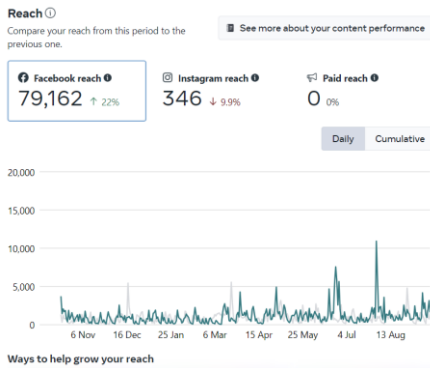 Reach
Compare your reach from this period to the
previous one.
See more about your content performance
Facebook reach
79,162 ↑ 22%
Instagram reach
346 ↓ 9.9%
Paid reach
0 0%
Daily Cumulative
20,000
15,000
10,000
5,000
0
6 Nov 16 Dec 25 Jan 6 Mar 15 Apr 25 May 4 Jul 13 Aug
Ways to help grow your reach